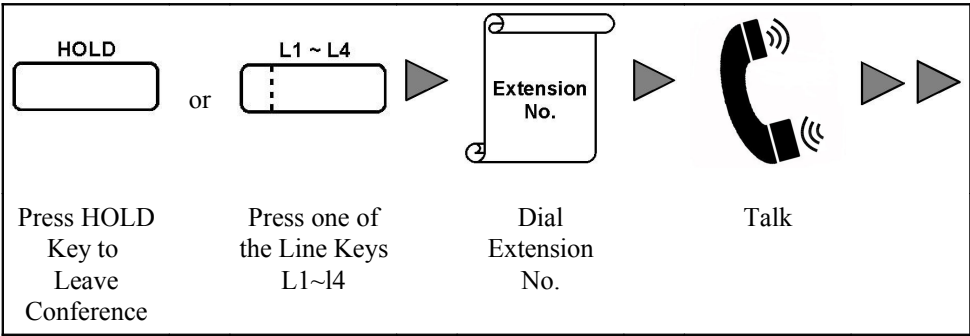 HOLD
or
L1 ~ L4
Extension
No.
Press HOLD
Key to
Leave
Conference
Press one of
the Line Keys
L1~l4
Dial
Extension
No.
Talk